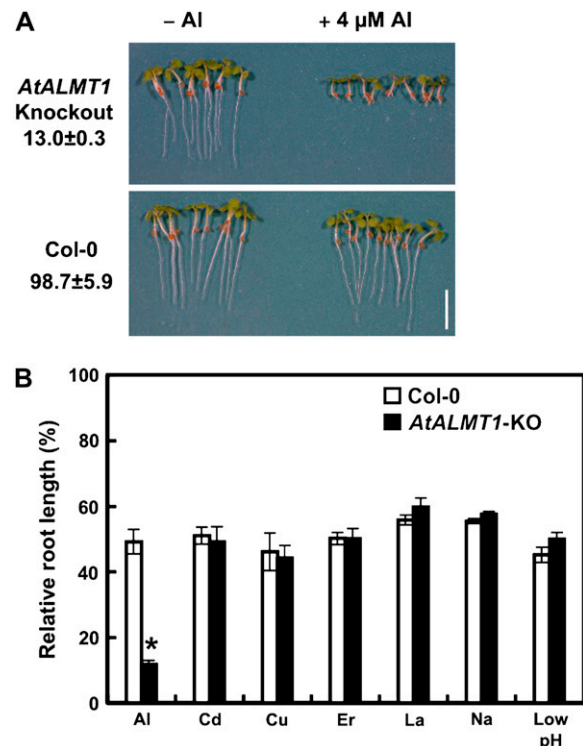 A
– Al
+ 4 µM Al
AtALMT1
Knockout
13.0±0.3
Col-0
98.7±5.9
B
Relative root length (%)
100
80
60
40
20
0
Col-0
AtALMT1-KO
*
Al Cd Cu Er La Na Low
pH